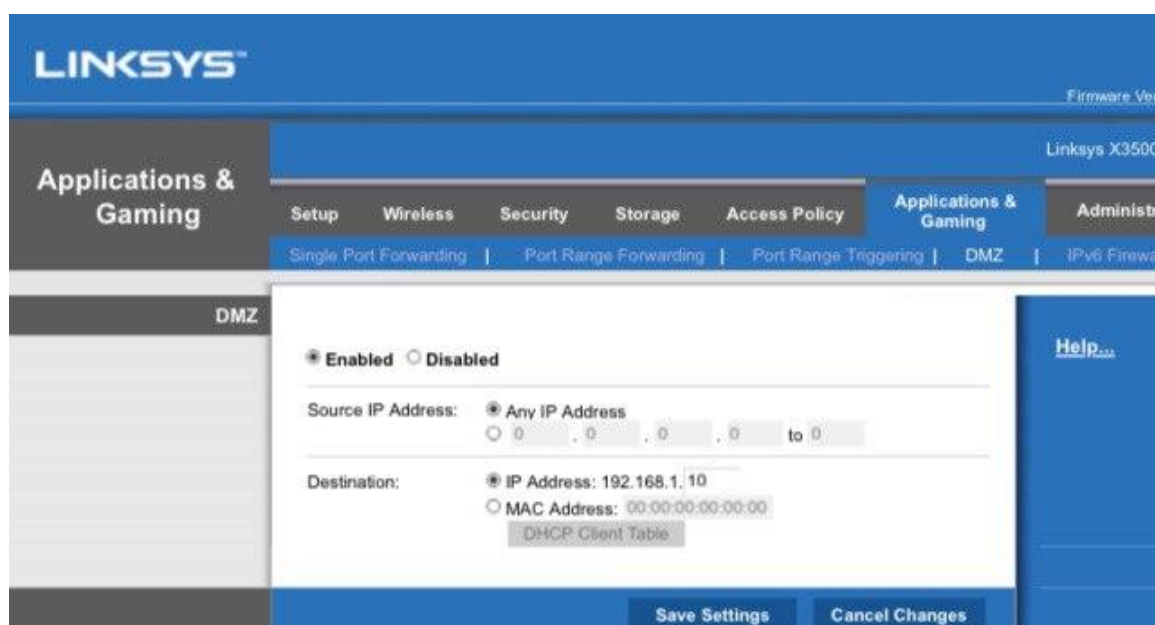 LINKSYS™
Firmware Ve
Linksys X3500
Applications &
Gaming
Setup Wireless Security Storage Access Policy Applications & Gaming Administ
Single Port Forwarding | Port Range Forwarding | Port Range Triggering | DMZ | IPv6 Firewa
DMZ
Enabled Disabled
Help...
Source IP Address: Any IP Address
0 . 0 . 0 . 0 to 0
Destination: IP Address: 192.168.1. 10
MAC Address: 00:00:00:00:00:00
DHCP Client Table
Save Settings Cancel Changes